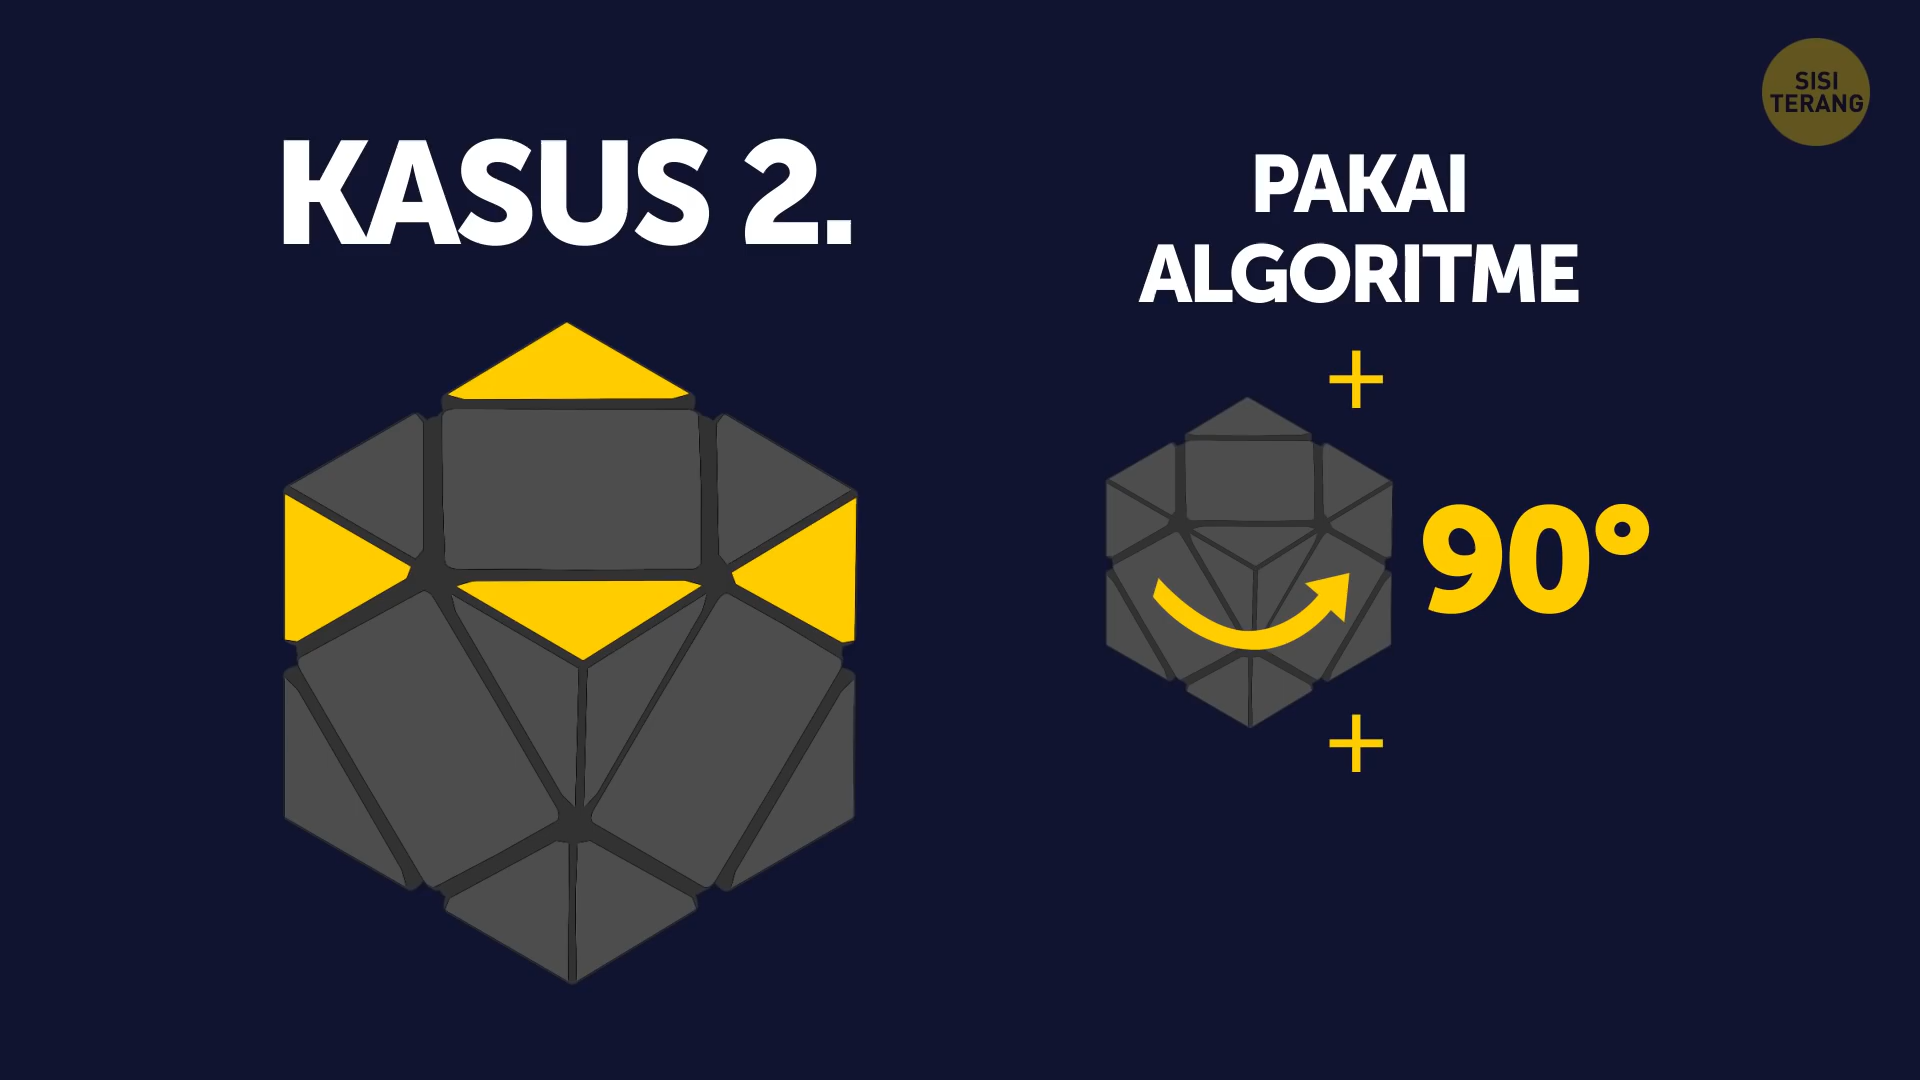 SISI
TERANG
KASUS 2.
PAKAI
ALGORITME
+
90°
+